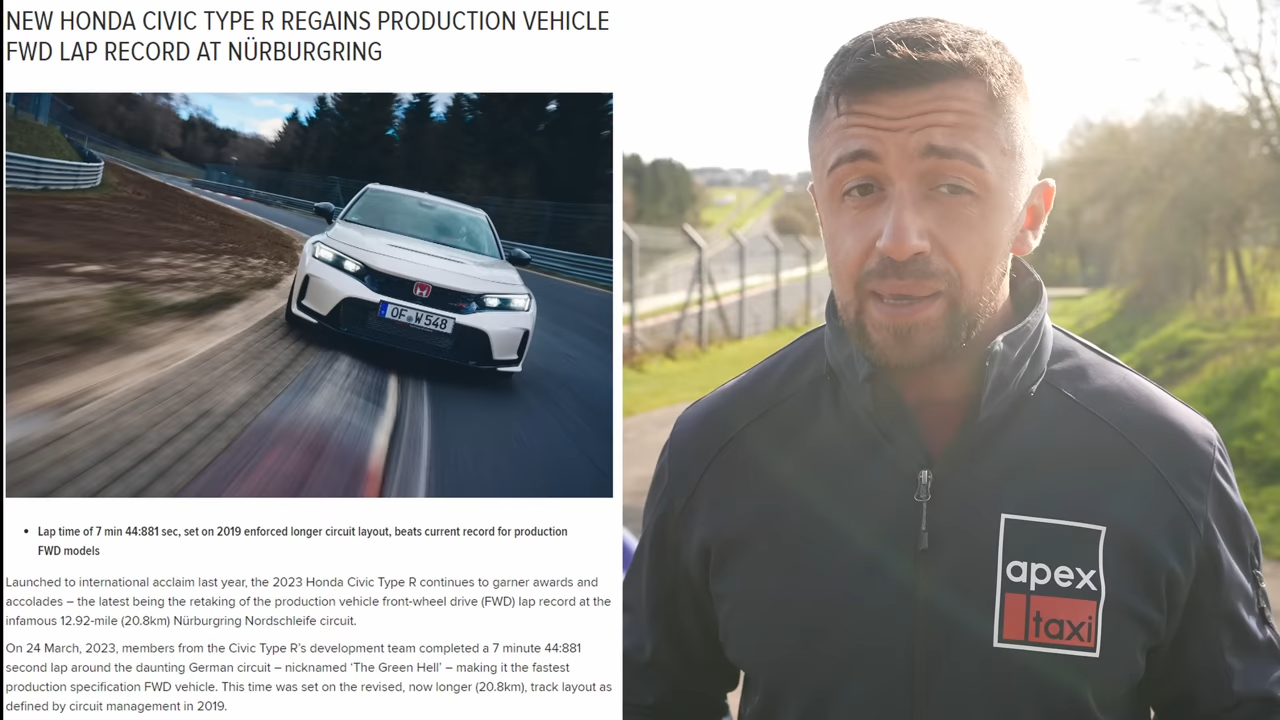 NEW HONDA CIVIC TYPE R REGAINS PRODUCTION VEHICLE
FWD LAP RECORD AT NÜRBURGRING
OF W 548
• Lap time of 7 min 44:881 sec, set on 2019 enforced longer circuit layout, beats current record for production
FWD models
Launched to international acclaim last year, the 2023 Honda Civic Type R continues to garner awards and
accolades – the latest being the retaking of the production vehicle front-wheel drive (FWD) lap record at the
infamous 12.92-mile (20.8km) Nürburgring Nordschleife circuit.
On 24 March, 2023, members from the Civic Type R's development team completed a 7 minute 44:881
second lap around the daunting German circuit – nicknamed 'The Green Hell' – making it the fastest
production specification FWD vehicle. This time was set on the revised, now longer (20.8km), track layout as
defined by circuit management in 2019.
apex
taxi